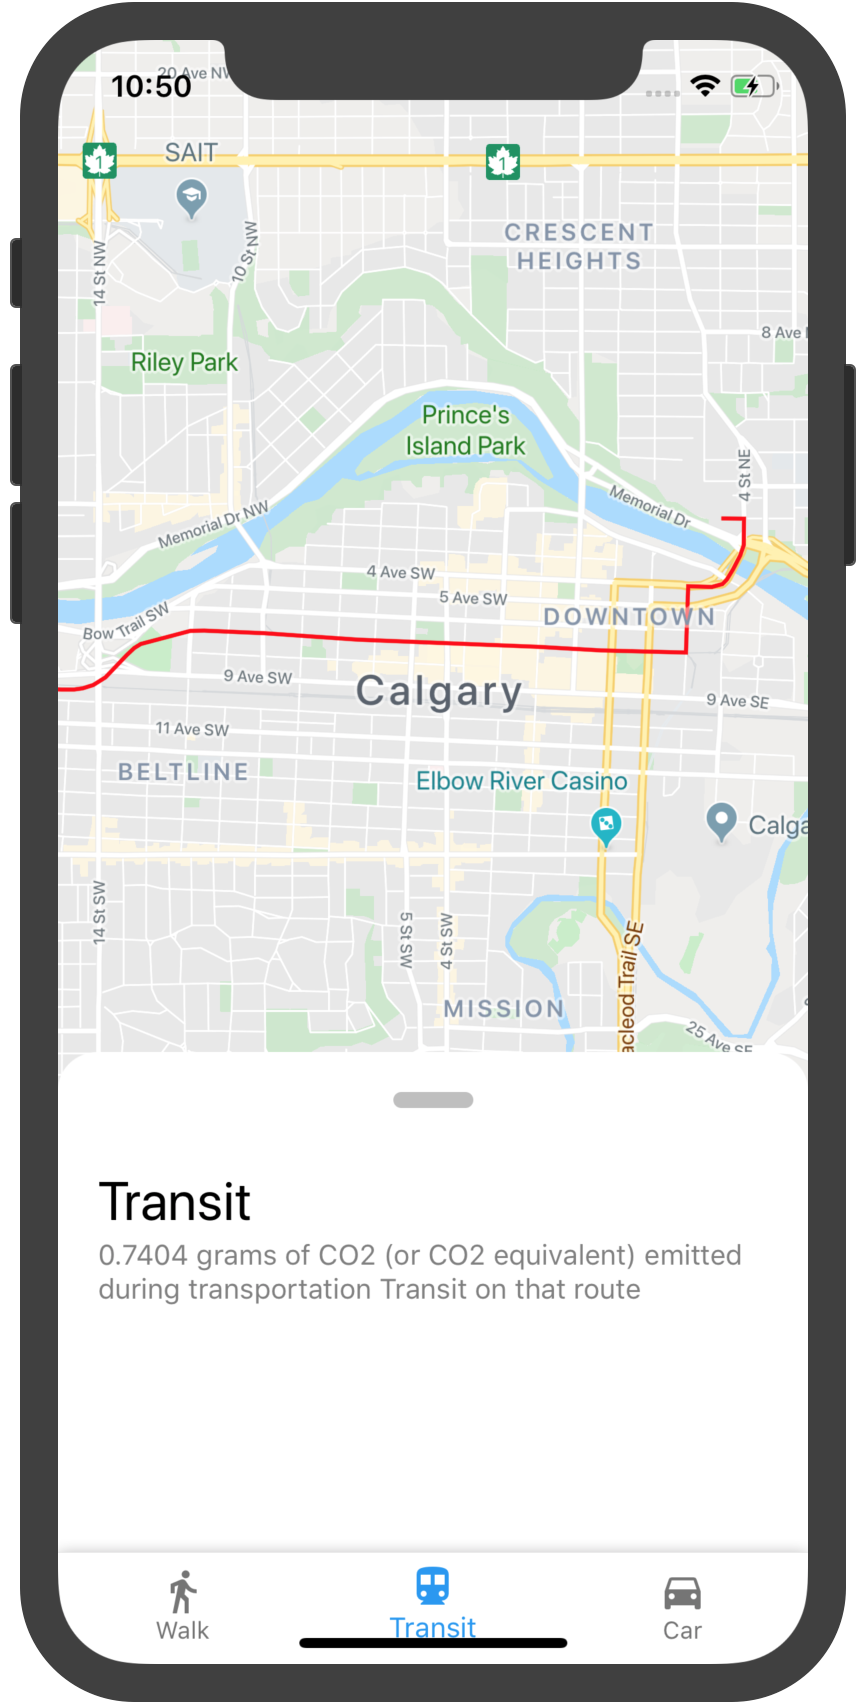 20 Ave NW
10:50
SAIT
1
1
CRESCENT
HEIGHTS
14 St NW
10 St NW
8 Ave
Riley Park
Prince's
Island Park
4 St NE
Memorial Dr NW
Memorial Dr
4 Ave SW
5 Ave SW
Bow Trail SW
DOWNTOWN
9 Ave SW
Calgary
9 Ave SE
11 Ave SW
BELTLINE
Elbow River Casino
Calga
14 St SW
5 St SW
4 St SW
acleod Trail SE
MISSION
25 Ave SE
Transit
0.7404 grams of CO2 (or CO2 equivalent) emitted
during transportation Transit on that route
Walk
Transit
Car